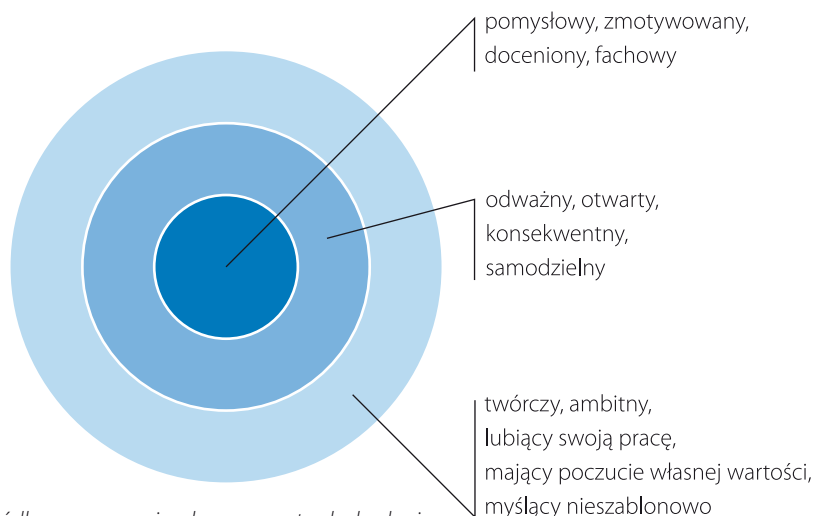 pomysłowy, zmotywowany,
doceniony, fachowy
odważny, otwarty,
konsekwentny,
samodzielny
twórczy, ambitny,
lubiący swoją pracę,
mający poczucie własnej wartości,
myślący nieszablonowo